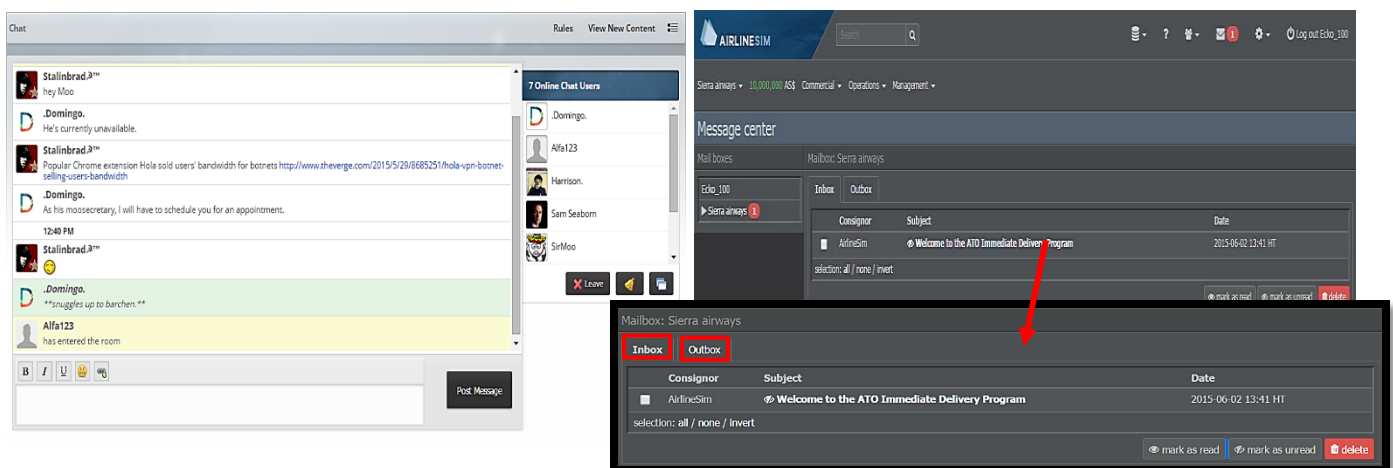 Chat
Rules View New Content
Stalinbrad.ૐ™
hey Moo
.Domingo.
He's currently unavailable.
Stalinbrad.ૐ™
Popular Chrome extension Hola sold users' bandwidth for botnets http://www.theverge.com/2015/5/29/8685251/hola-vpn-botnet-
selling-users-bandwidth
.Domingo.
As his moosecretary, I will have to schedule you for an appointment.
12:40 PM
Stalinbrad.ૐ™
.Domingo.
**snuggles up to barchen.**
Alfa123
has entered the room
B I U
Post Message
7 Online Chat Users
.Domingo.
Alfa123
Harrison.
Sam Seaborn
SirMoo
Leave
AIRLINESIM
Search
? 1 Log out Ecko_100
Sierra airways 10,000,000 AS$ Commercial Operations Management
Message center
Mail boxes
Mailbox: Sierra airways
Ecko_100
Sierra airways 1
Inbox Outbox
Consignor Subject Date
AirlineSim Welcome to the ATO Immediate Delivery Program 2015-06-02 13:41 HT
selection: all / none / invert
mark as read mark as unread delete
Mailbox: Sierra airways
Inbox Outbox
Consignor Subject Date
AirlineSim Welcome to the ATO Immediate Delivery Program 2015-06-02 13:41 HT
selection: all / none / invert
mark as read mark as unread delete